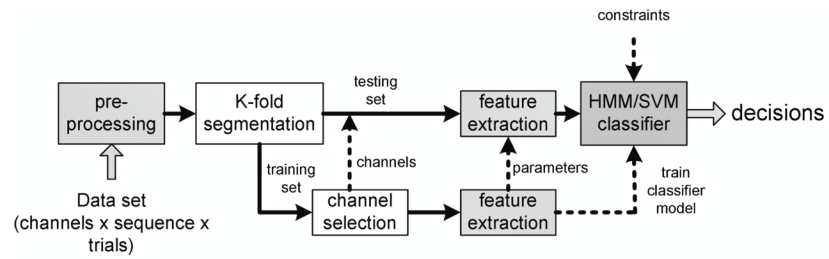 constraints
testing
set
pre-
processing
K-fold
segmentation
feature
extraction
HMM/SVM
classifier
decisions
training
set
channels
parameters
train
classifier
model
Data set
(channels x sequence x
trials)
channel
selection
feature
extraction